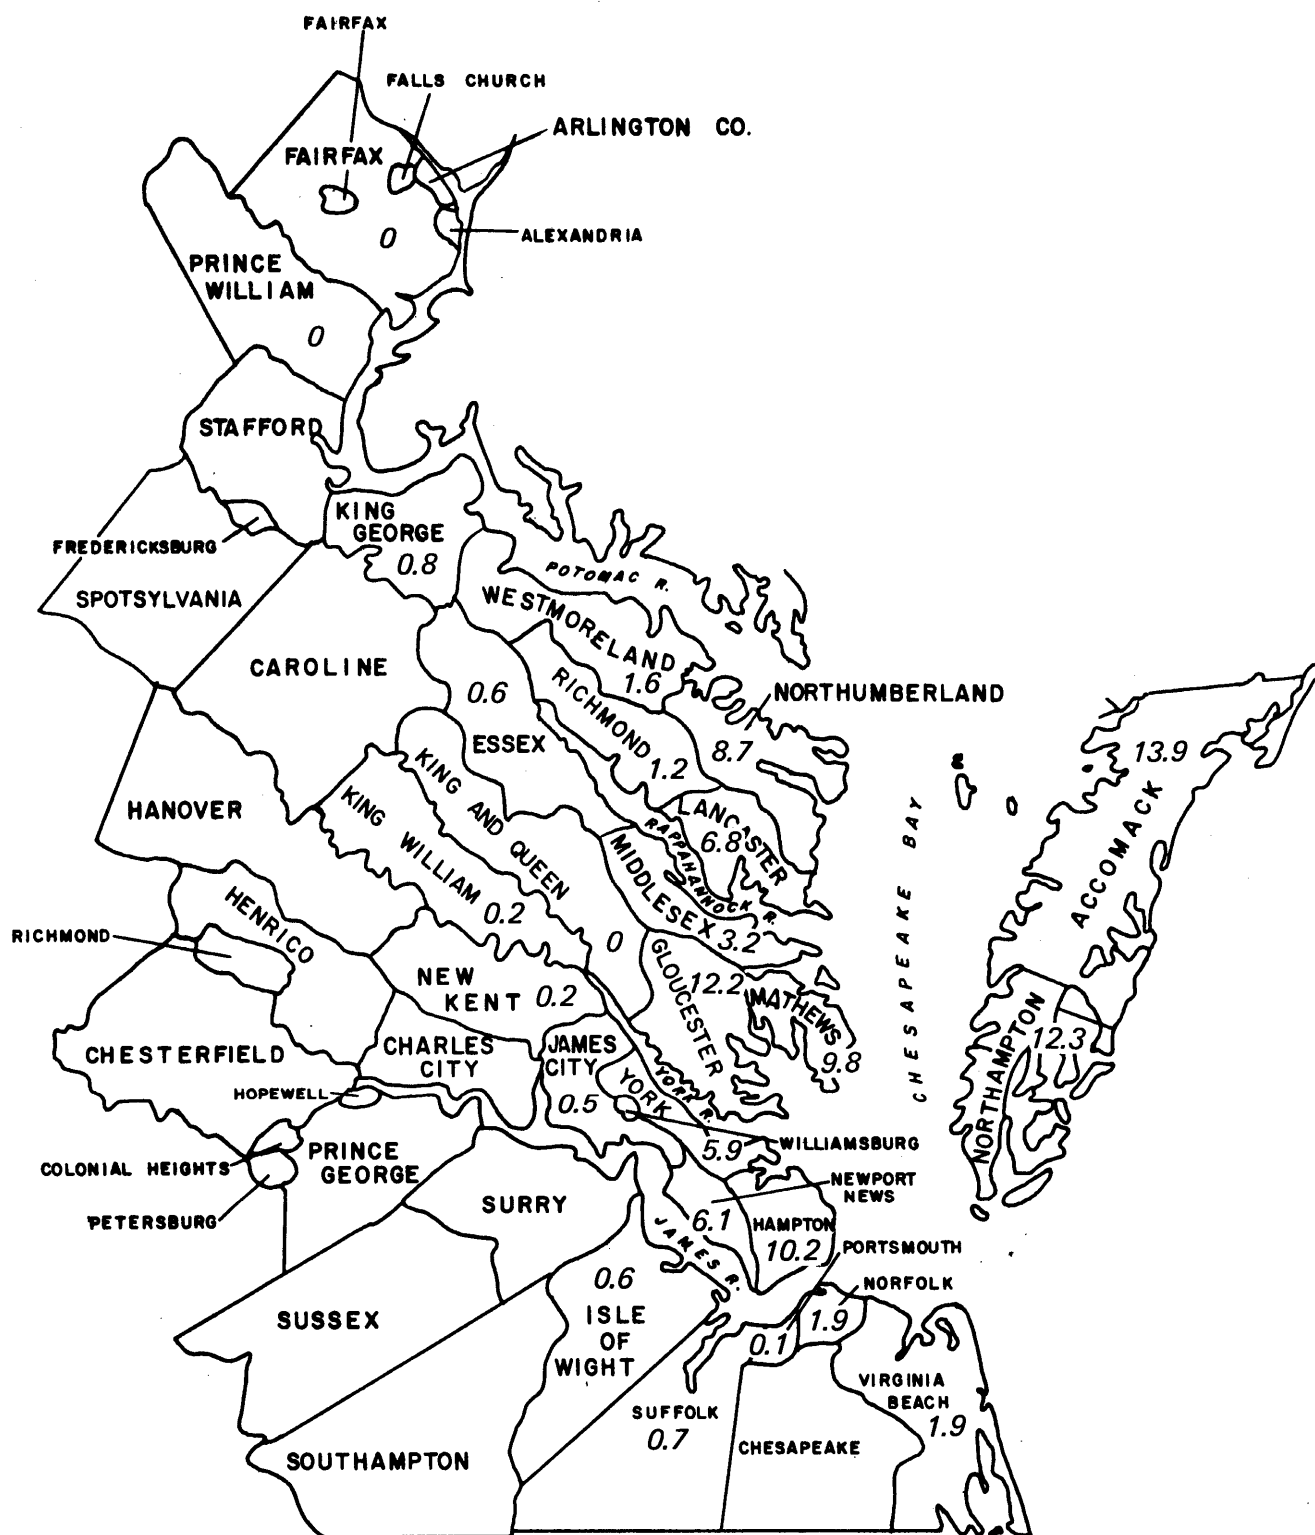 FAIRFAX
FALLS CHURCH
ARLINGTON CO.
FAIRFAX
0
ALEXANDRIA
PRINCE
WILLIAM
0
STAFFORD
KING
GEORGE
0.8
FREDERICKSBURG
SPOTSYLVANIA
POTOMAC R.
WESTMORELAND
1.6
CAROLINE
0.6
ESSEX
RICHMOND
1.2
NORTHUMBERLAND
8.7
13.9
ACCOMACK
HANOVER
KING AND QUEEN
0
KING WILLIAM
0.2
LANCASTER
6.8
RAPPAHANNOCK R.
MIDDLESEX
3.2
CHESAPEAKE BAY
HENRICO
RICHMOND
NEW
KENT
0.2
GLOUCESTER
12.2
MATHEWS
9.8
NORTHAMPTON
12.3
CHESTERFIELD
CHARLES
CITY
JAMES
CITY
0.5
YORK
YORK R.
5.9
HOPEWELL
WILLIAMSBURG
COLONIAL HEIGHTS
PRINCE
GEORGE
PETERSBURG
SURRY
NEWPORT
NEWS
6.1
HAMPTON
10.2
JAMES R.
PORTSMOUTH
NORFOLK
0.6
ISLE
OF
WIGHT
SUSSEX
0.1
1.9
VIRGINIA
BEACH
1.9
SUFFOLK
0.7
CHESAPEAKE
SOUTHAMPTON